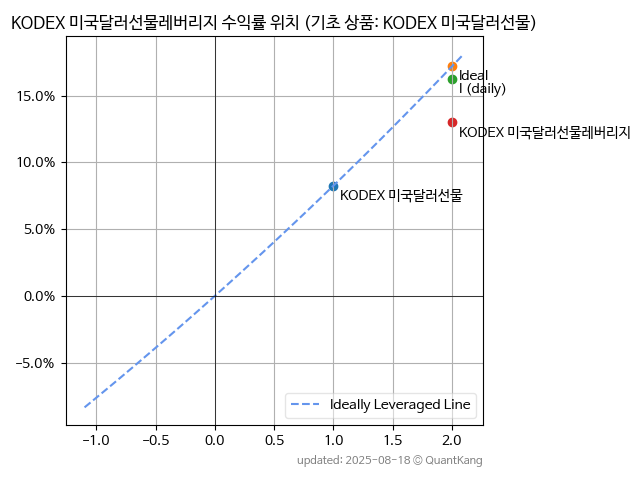 KODEX 미국달러선물레버리지 수익률 위치 (기초 상품: KODEX 미국달러선물)
15.0%
10.0%
5.0%
0.0%
−5.0%
Ideal
I (daily)
KODEX 미국달러선물레버리지
KODEX 미국달러선물
Ideally Leveraged Line
−1.0 −0.5 0.0 0.5 1.0 1.5 2.0
updated: 2025-08-18 © QuantKang